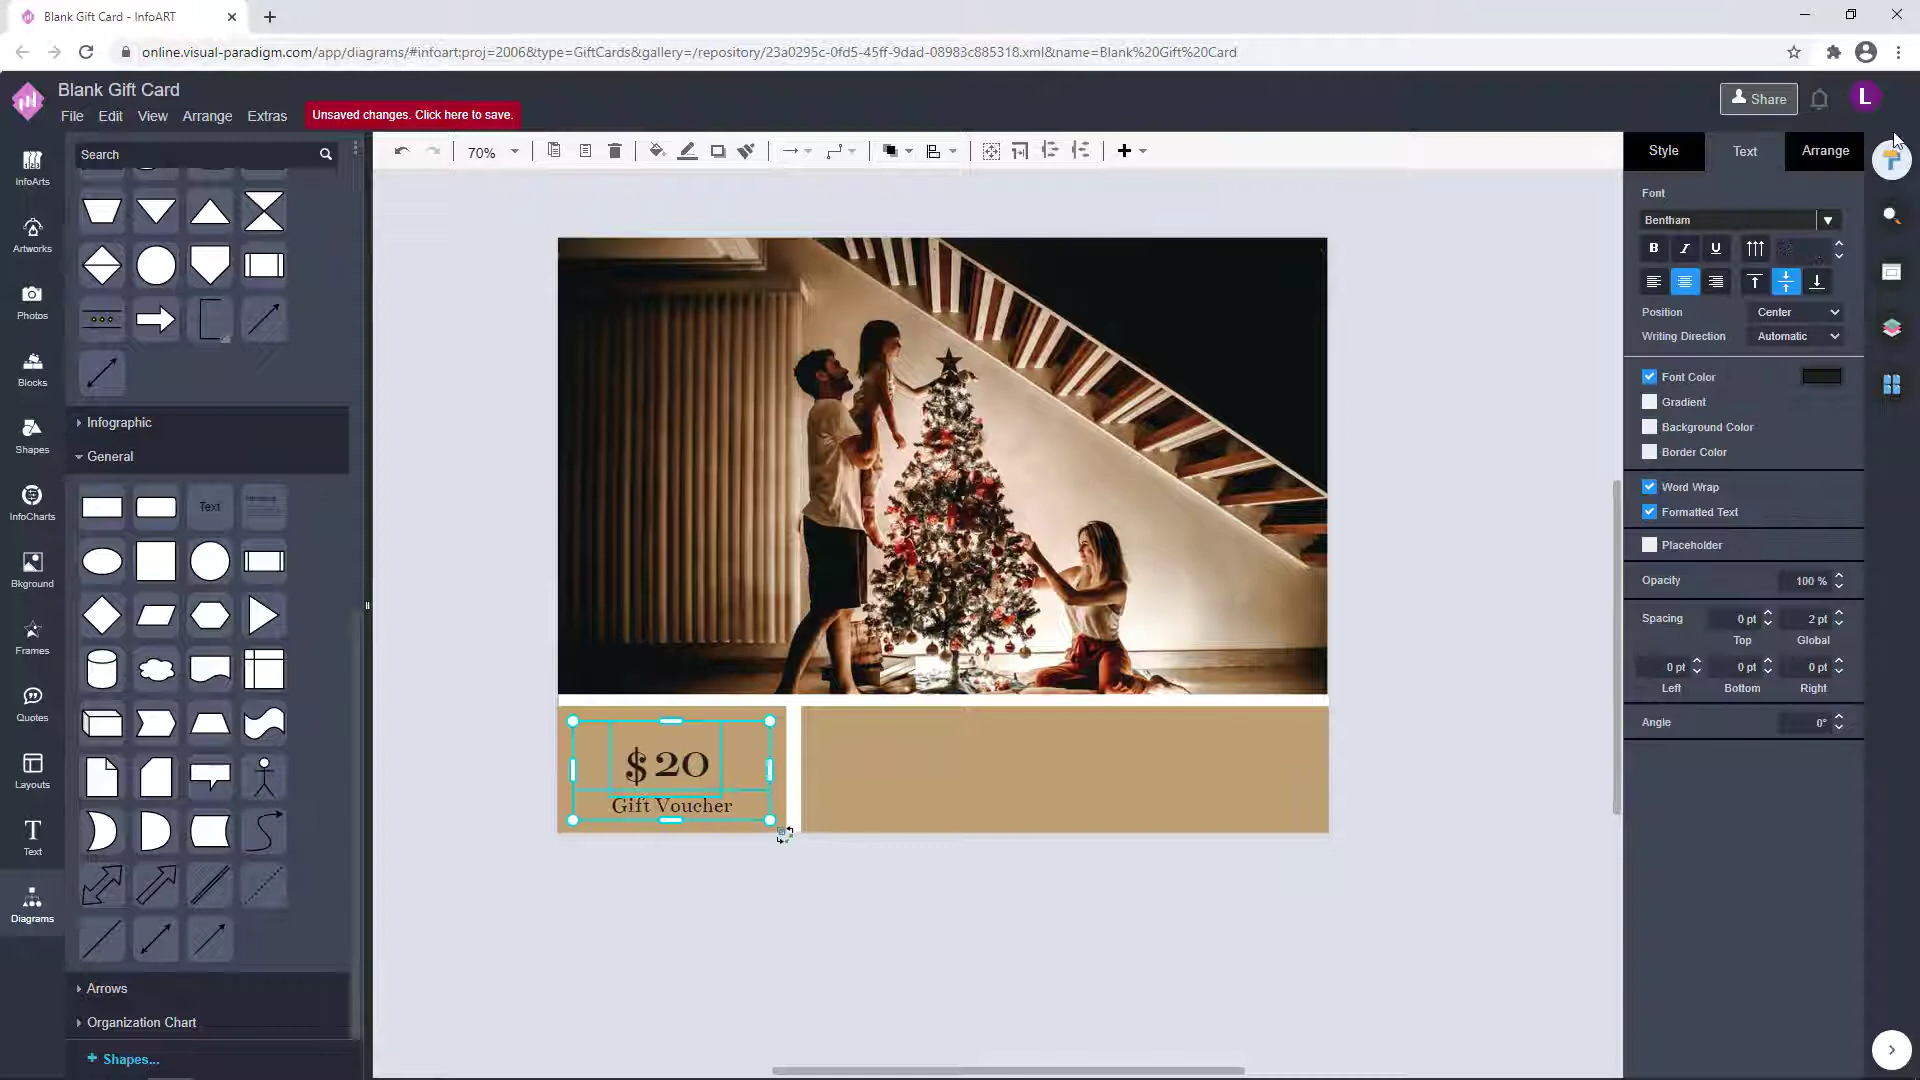 Blank Gift Card - InfoART
online.visual-paradigm.com/app/diagrams/#infoart:proj=2006&type=GiftCards&gallery=/repository/23a0295c-0fd5-45ff-9dad-08983c885318.xml&name=Blank%20Gift%20Card
Blank Gift Card
File Edit View Arrange Extras
Unsaved changes. Click here to save.
Share
L
Search
70%
Style Text Arrange
InfoArts
Artworks
Photos
Blocks
Shapes
InfoCharts
Bkground
Frames
Quotes
Layouts
Text
Diagrams
Infographic
General
Text
Arrows
Organization Chart
+ Shapes...
$20
Gift Voucher
Font
Bentham
B I U
Position Center
Writing Direction Automatic
Font Color
Gradient
Background Color
Border Color
Word Wrap
Formatted Text
Placeholder
Opacity 100 %
Spacing 0 pt 2 pt
Top Global
0 pt 0 pt 0 pt
Left Bottom Right
Angle 0°